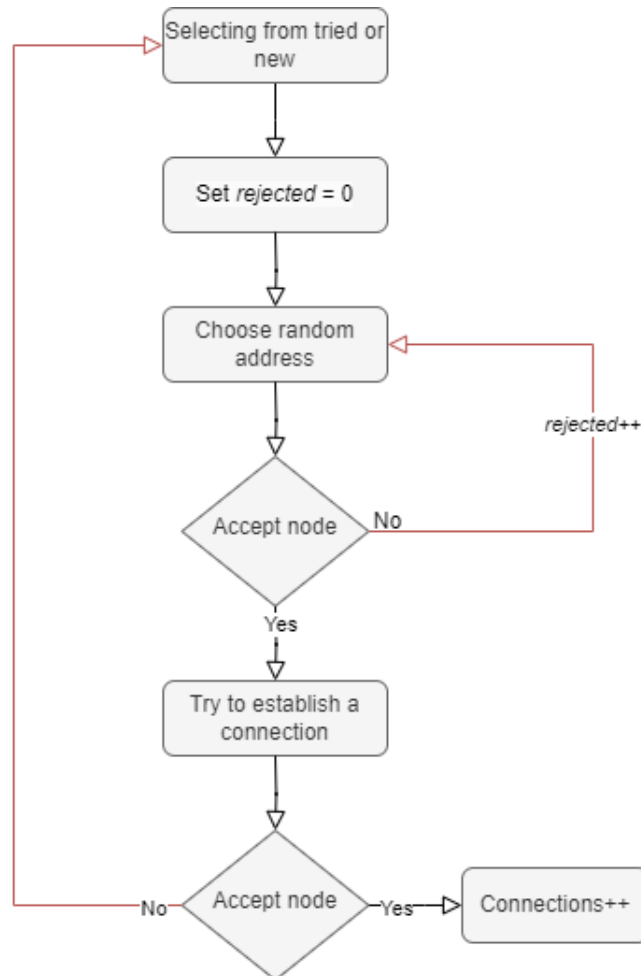 Selecting from tried or
new
Set rejected = 0
Choose random
address
rejected++
Accept node
No
Yes
Try to establish a
connection
Accept node
No
Yes
Connections++